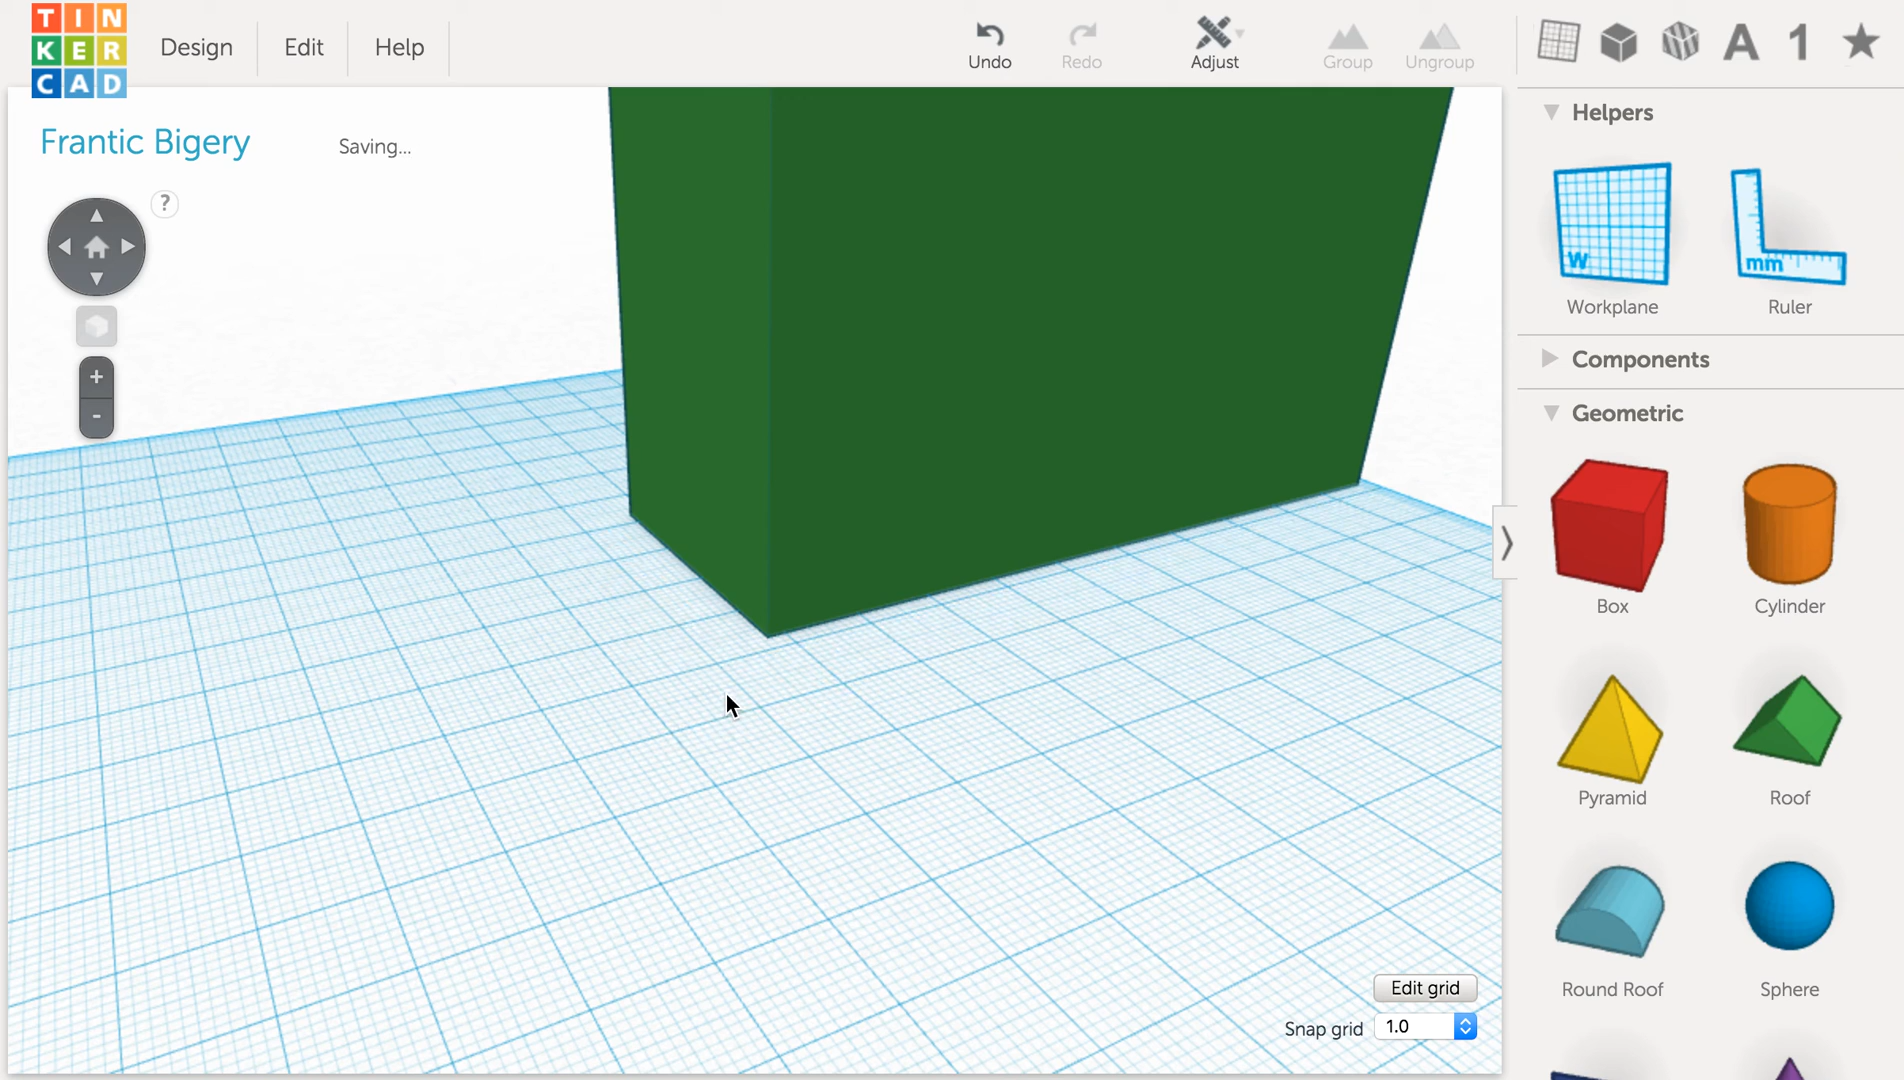 TIN
KER
CAD
Design
Edit
Help
Undo
Redo
Adjust
Group
Ungroup
A
1
Frantic Bigery
Saving...
?
+
-
Helpers
W
mm
Workplane
Ruler
Components
Geometric
Box
Cylinder
Pyramid
Roof
Round Roof
Sphere
Edit grid
Snap grid
1.0